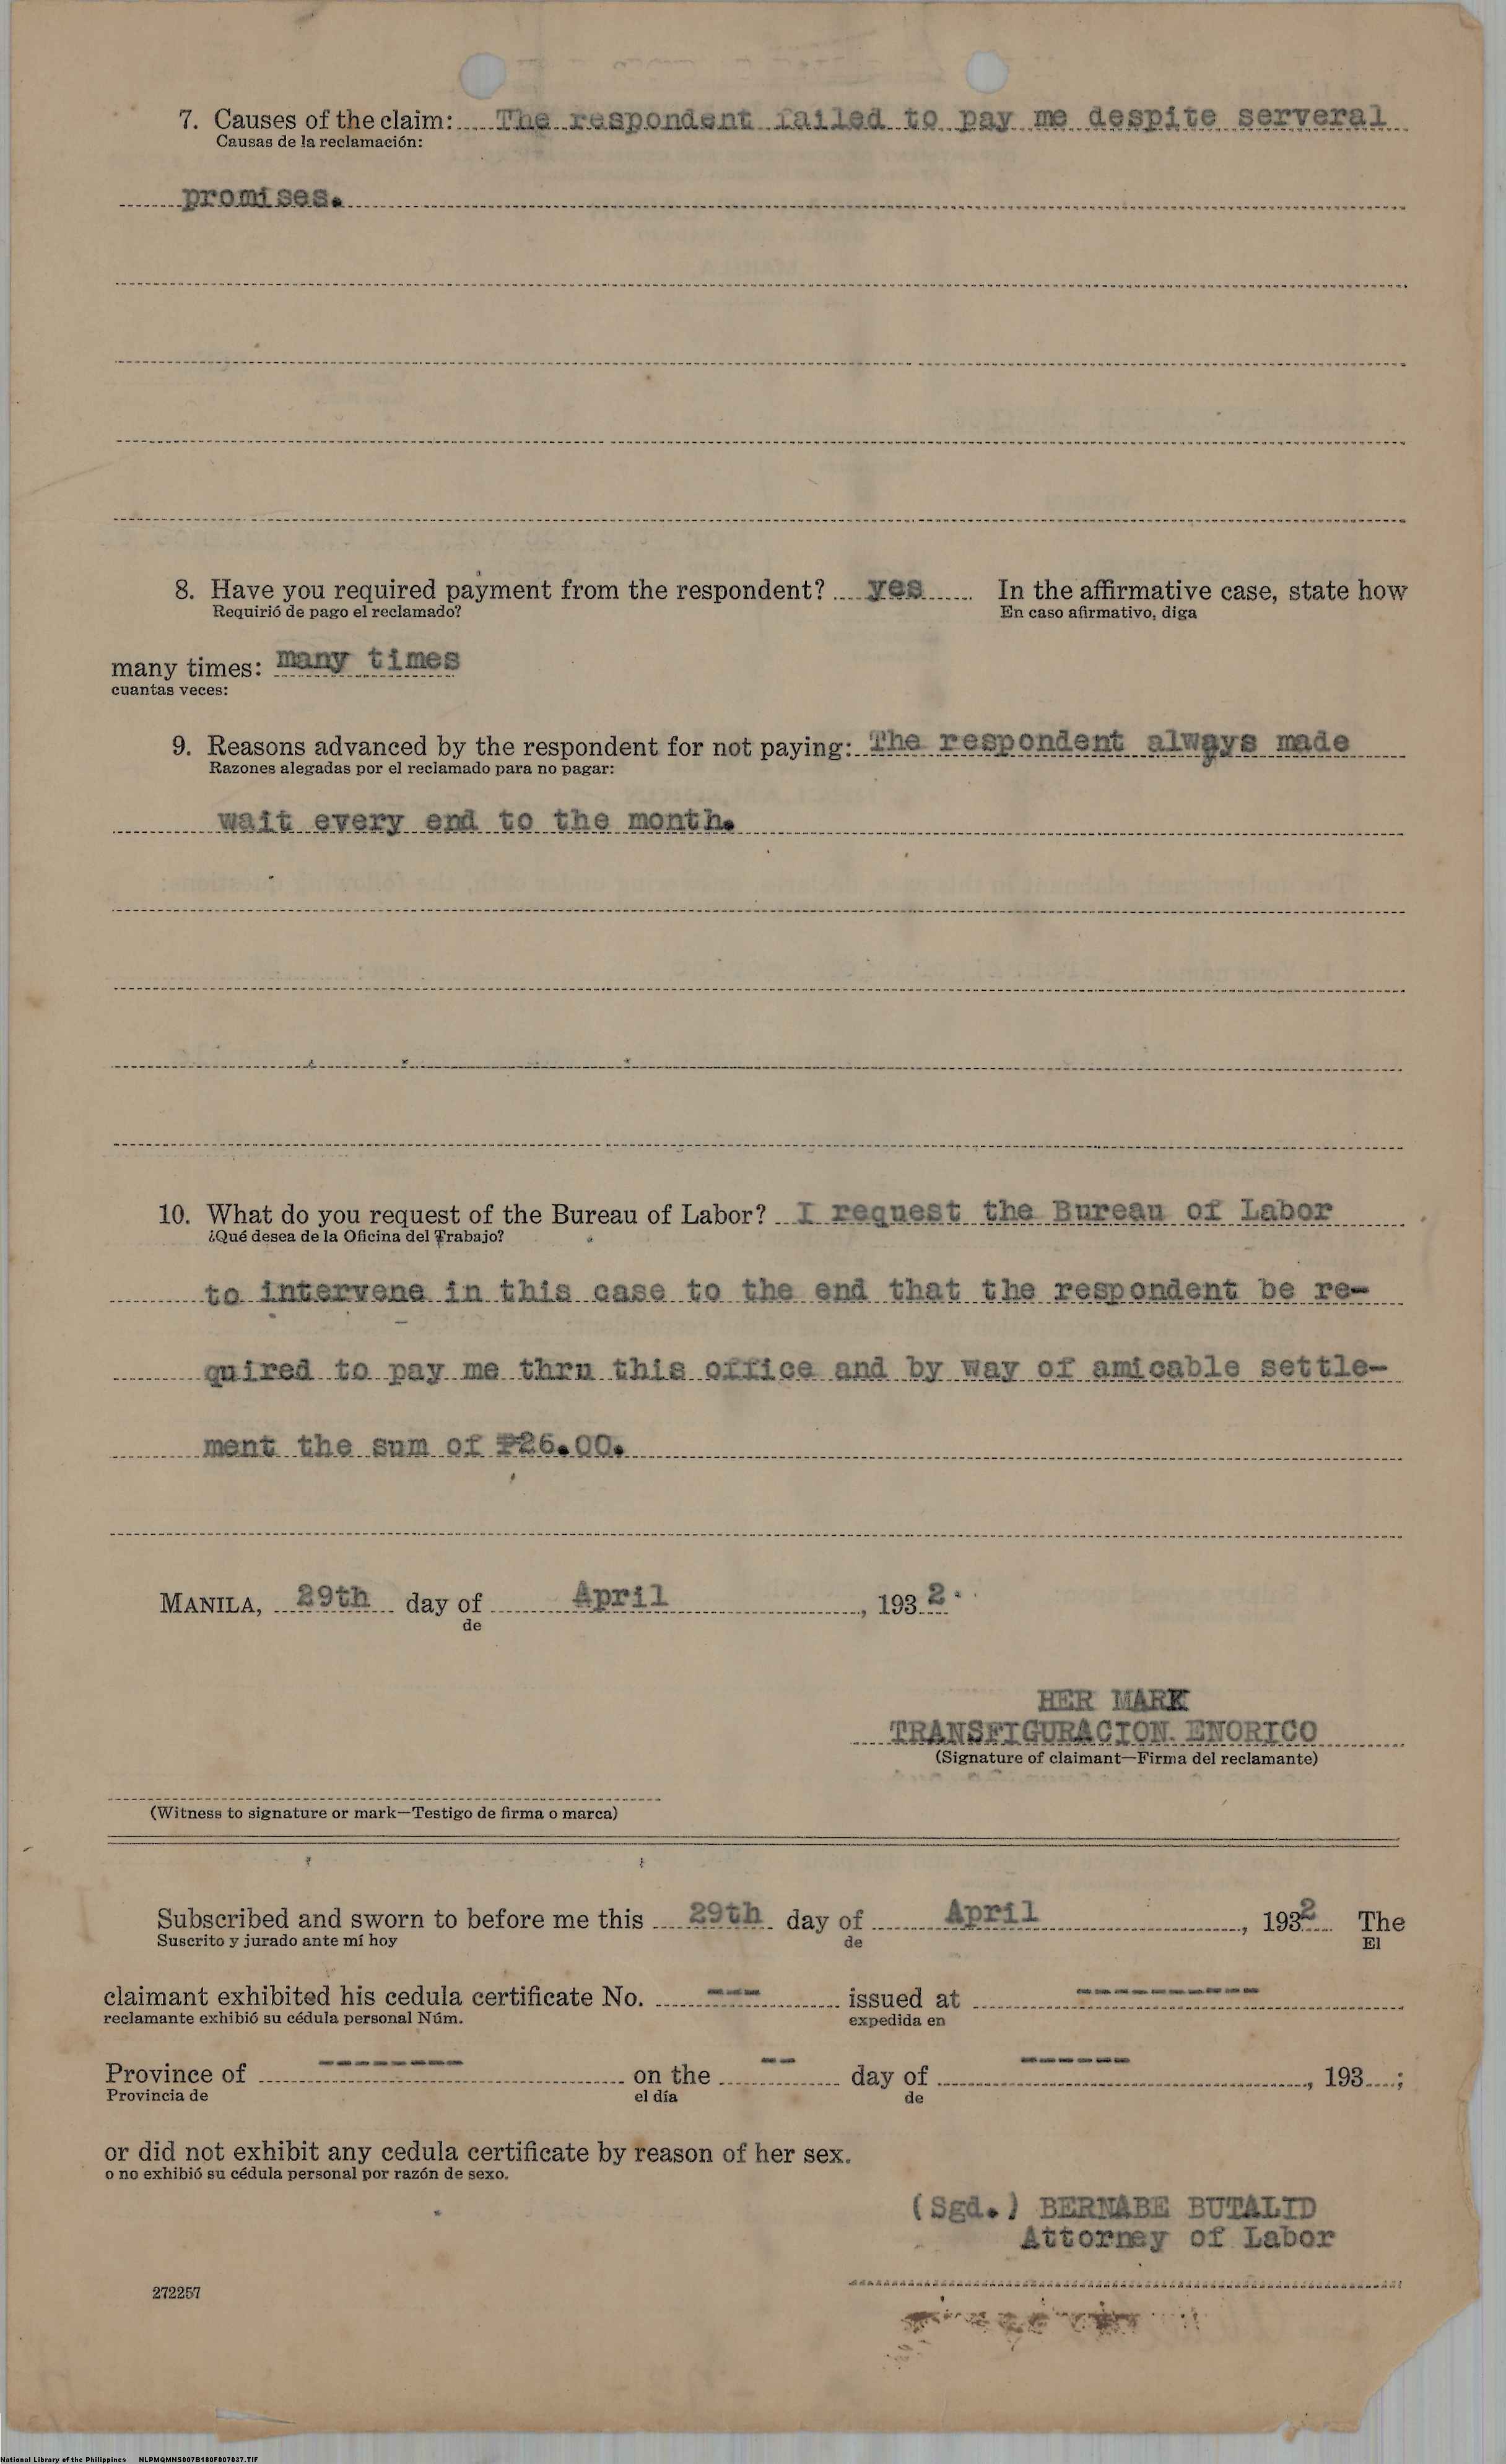 7. Causes of the claim: The respondent failed to pay me despite serveral
Causas de la reclamación:
promises.
8. Have you required payment from the respondent? yes In the affirmative case, state how
Requirió de pago el reclamado? En caso afirmativo, diga
many times: many times
cuantas veces:
9. Reasons advanced by the respondent for not paying: The respondent always made
Razones alegadas por el reclamado para no pagar:
wait every end to the month.
10. What do you request of the Bureau of Labor? I request the Bureau of Labor
¿Qué desea de la Oficina del Trabajo?
to intervene in this case to the end that the respondent be re-
quired to pay me thru this office and by way of amicable settle-
ment the sum of ₱26.00.
MANILA, 29th day of April, 1932
de
HER MARK
TRANSFIGURACION ENORICO
(Signature of claimant—Firma del reclamante)
(Witness to signature or mark—Testigo de firma o marca)
Subscribed and sworn to before me this 29th day of April, 1932 The
Suscrito y jurado ante mí hoy de El
claimant exhibited his cedula certificate No. --- issued at ----------
reclamante exhibió su cédula personal Núm. expedida en
Province of ------- on the -- day of ------, 193 ;
Provincia de el día de
or did not exhibit any cedula certificate by reason of her sex.
o no exhibió su cédula personal por razón de sexo.
(Sgd.) BERNABE BUTALID
Attorney of Labor
272257
National Library of the Philippines NLPMQMNS007B180F007037.TIF